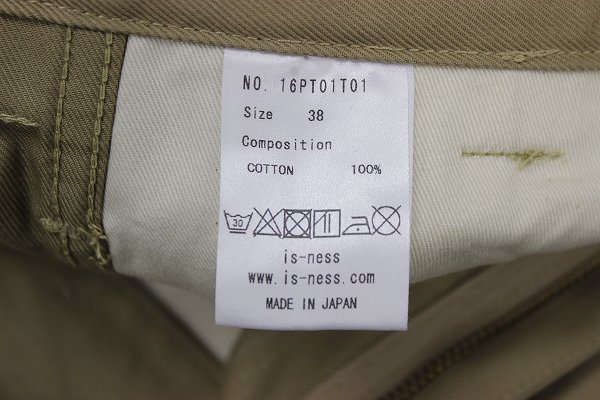 NO. 16PT01T01
Size 38
Composition
COTTON 100%
30
is-ness
www.is-ness.com
MADE IN JAPAN